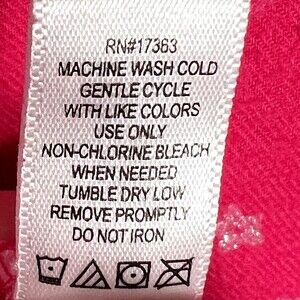 RN#17363
MACHINE WASH COLD
GENTLE CYCLE
WITH LIKE COLORS
USE ONLY
NON-CHLORINE BLEACH
WHEN NEEDED
TUMBLE DRY LOW
REMOVE PROMPTLY
DO NOT IRON